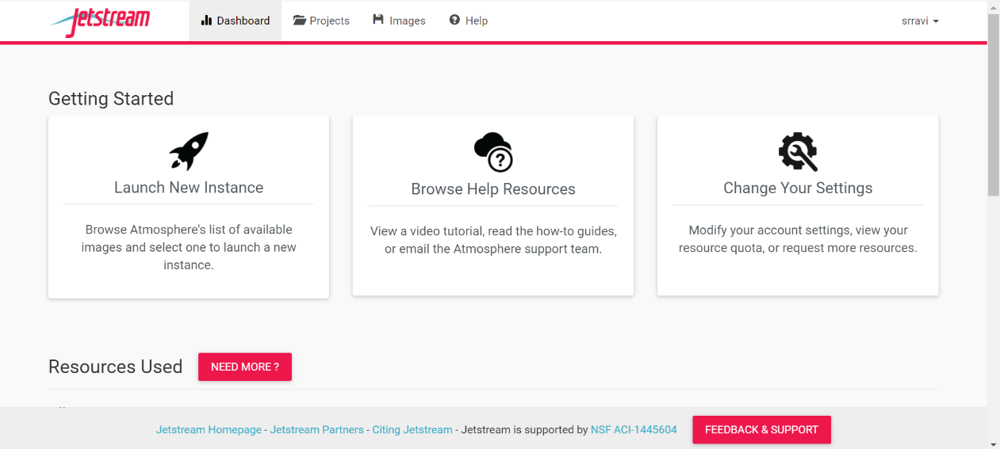 Jetstream
Dashboard
Projects
Images
Help
srravi
Getting Started
Launch New Instance
Browse Atmosphere's list of available
images and select one to launch a new
instance.
Browse Help Resources
View a video tutorial, read the how-to guides,
or email the Atmosphere support team.
Change Your Settings
Modify your account settings, view your
resource quota, or request more resources.
Resources Used
NEED MORE ?
Jetstream Homepage - Jetstream Partners - Citing Jetstream - Jetstream is supported by NSF ACI-1445604
FEEDBACK & SUPPORT